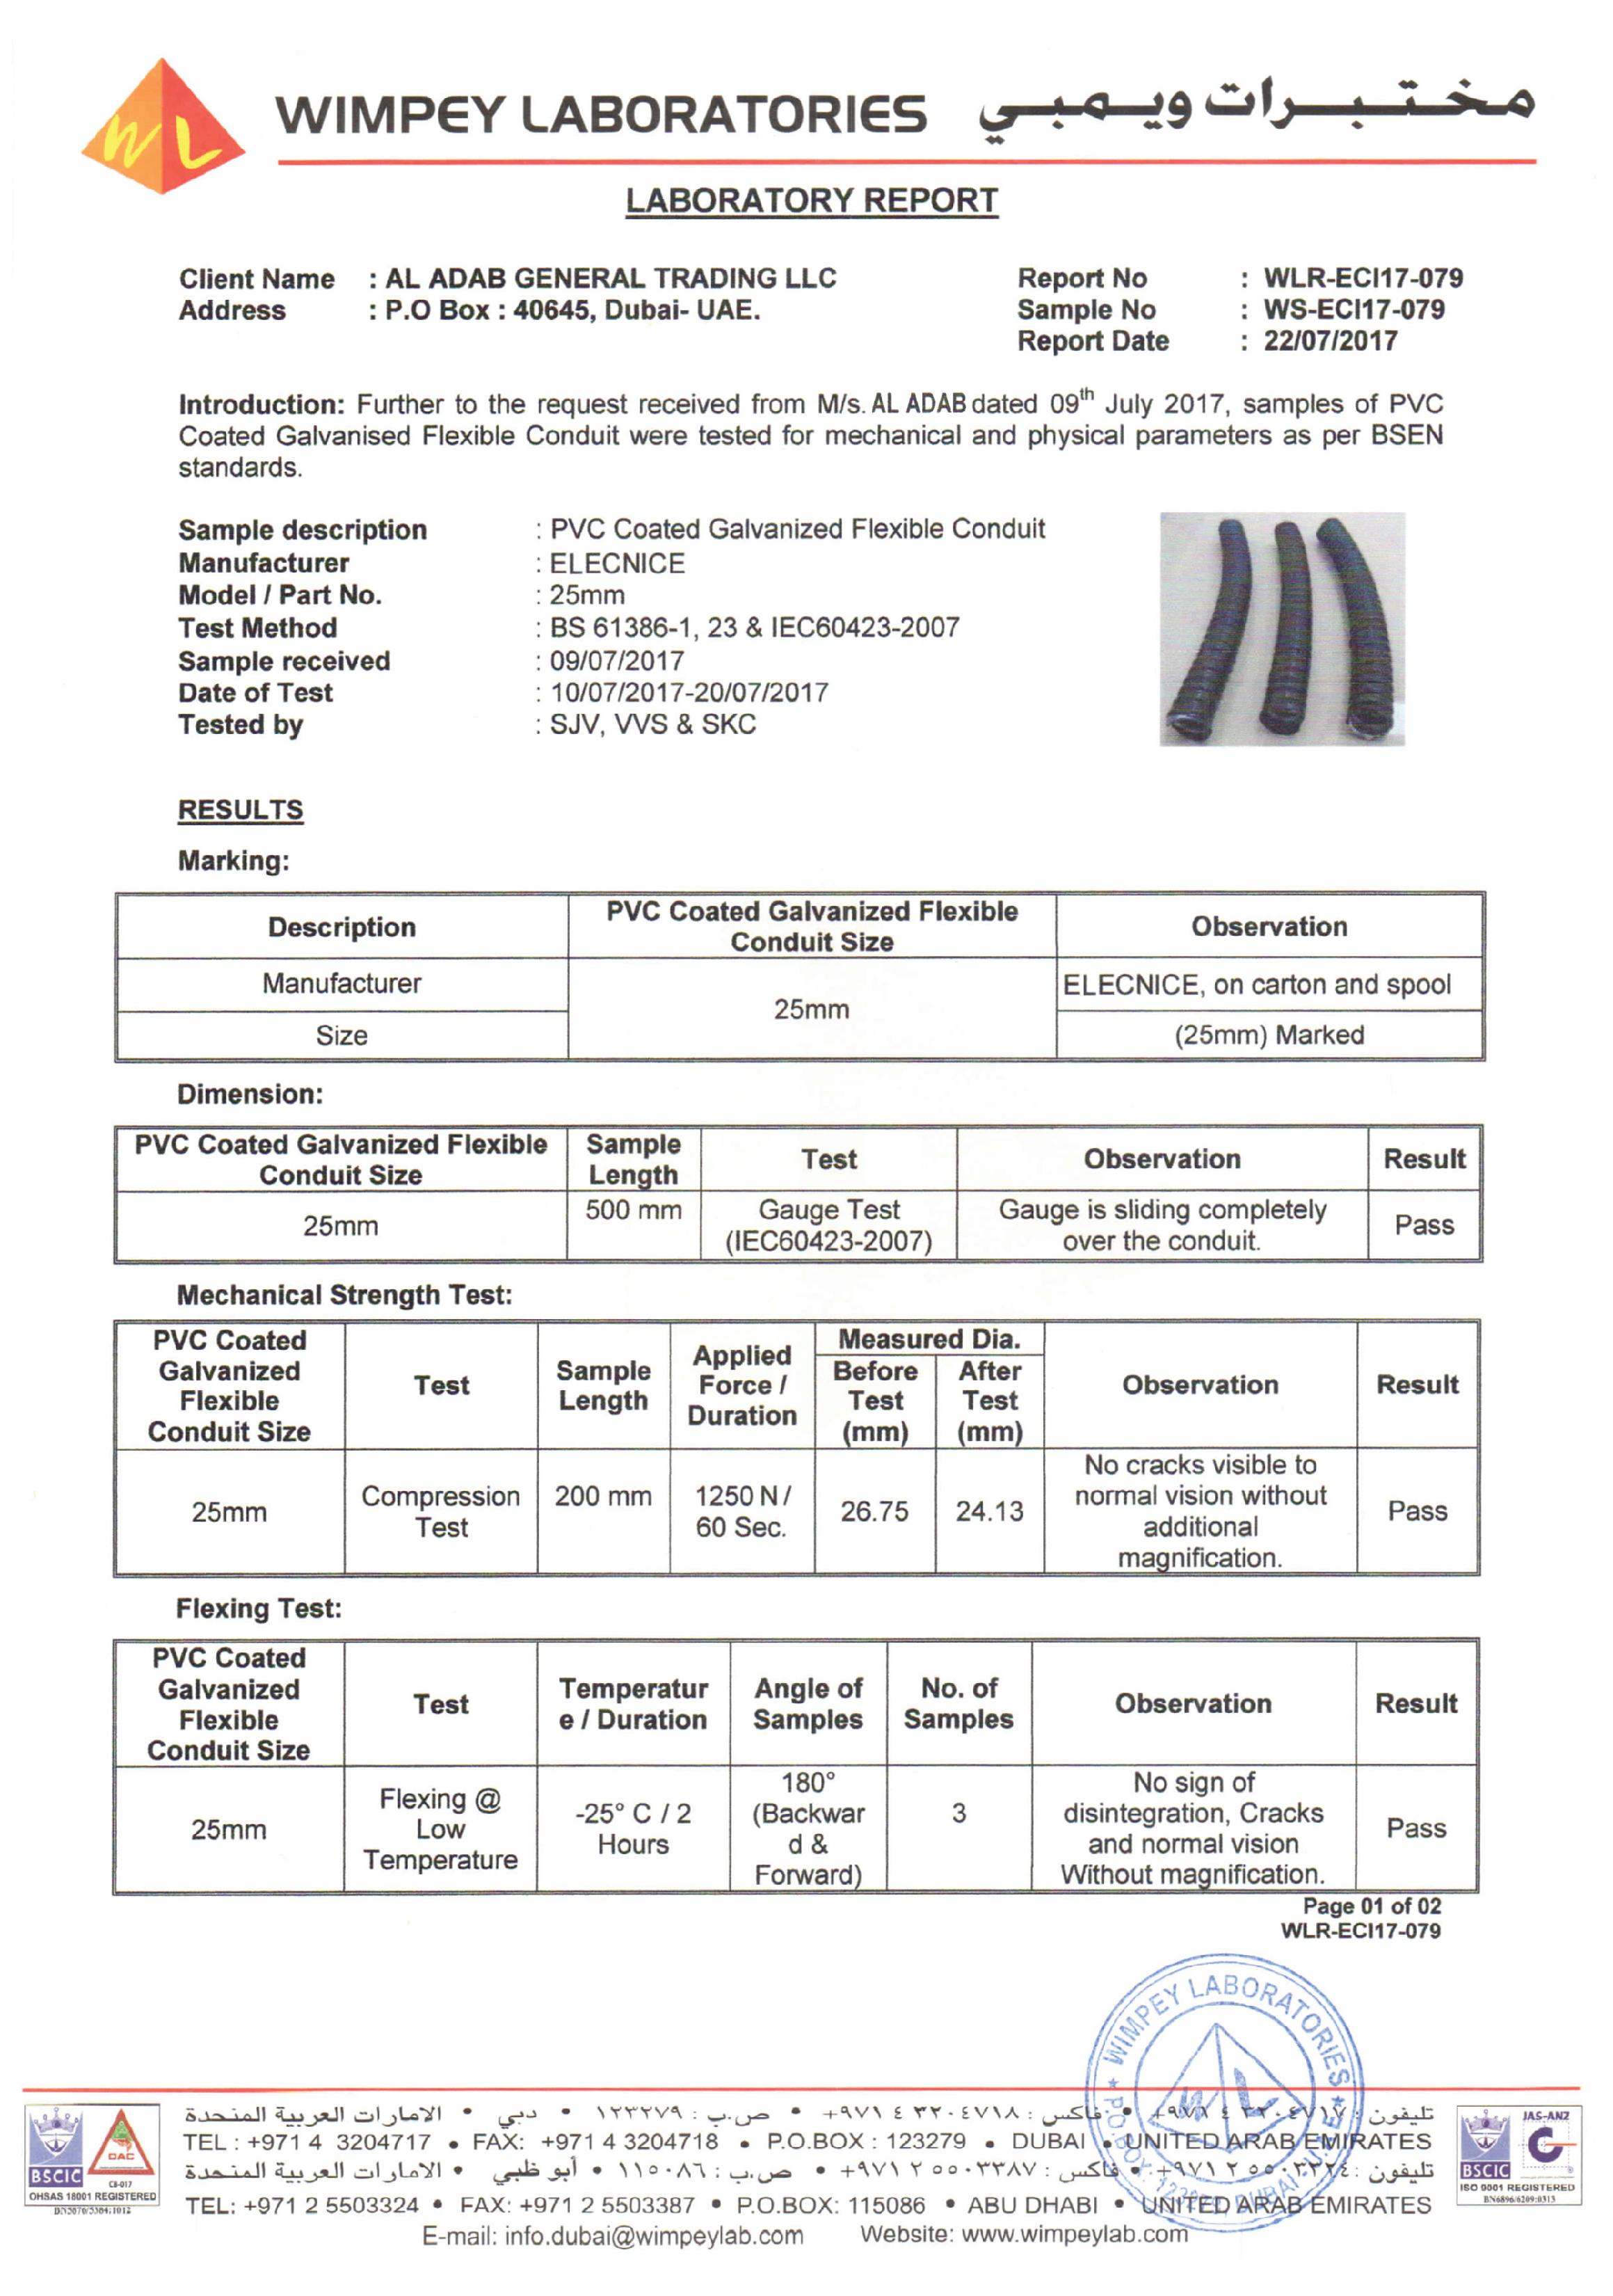 WL
WIMPEY LABORATORIES مختبرات ويمبي
LABORATORY REPORT
Client Name : AL ADAB GENERAL TRADING LLC
Address : P.O Box : 40645, Dubai- UAE.
Report No : WLR-ECI17-079
Sample No : WS-ECI17-079
Report Date : 22/07/2017
Introduction: Further to the request received from M/s. AL ADAB dated 09th July 2017, samples of PVC
Coated Galvanised Flexible Conduit were tested for mechanical and physical parameters as per BSEN
standards.
Sample description : PVC Coated Galvanized Flexible Conduit
Manufacturer : ELECNICE
Model / Part No. : 25mm
Test Method : BS 61386-1, 23 & IEC60423-2007
Sample received : 09/07/2017
Date of Test : 10/07/2017-20/07/2017
Tested by : SJV, VVS & SKC
RESULTS
Marking:
Description
PVC Coated Galvanized Flexible
Conduit Size
Observation
Manufacturer
25mm
ELECNICE, on carton and spool
Size
(25mm) Marked
Dimension:
PVC Coated Galvanized Flexible
Conduit Size
Sample
Length
Test
Observation
Result
25mm
500 mm
Gauge Test
(IEC60423-2007)
Gauge is sliding completely
over the conduit.
Pass
Mechanical Strength Test:
PVC Coated
Galvanized
Flexible
Conduit Size
Test
Sample
Length
Applied
Force /
Duration
Measured Dia.
Before
Test
(mm)
After
Test
(mm)
Observation
Result
25mm
Compression
Test
200 mm
1250 N /
60 Sec.
26.75
24.13
No cracks visible to
normal vision without
additional
magnification.
Pass
Flexing Test:
PVC Coated
Galvanized
Flexible
Conduit Size
Test
Temperatur
e / Duration
Angle of
Samples
No. of
Samples
Observation
Result
25mm
Flexing @
Low
Temperature
-25° C / 2
Hours
180°
(Backwar
d &
Forward)
3
No sign of
disintegration, Cracks
and normal vision
Without magnification.
Pass
Page 01 of 02
WLR-ECI17-079
WIMPEY LABORATORIES
WL
تليفون : ٣٢٠٤٧١٧ ٤ ٩٧١+ • فاكس : ٣٢٠٤٧١٨ ٤ ٩٧١+ • ص.ب : ١٢٣٢٧٩ • دبي • الامارات العربية المتحدة
TEL : +971 4 3204717 • FAX: +971 4 3204718 • P.O.BOX : 123279 • DUBAI • UNITED ARAB EMIRATES
تليفون : ٥٥٠٣٣٢٤ ٢ ٩٧١+ • فاكس : ٥٥٠٣٣٨٧ ٢ ٩٧١+ • ص.ب : ١١٥٠٨٦ • أبو ظبي • الامارات العربية المتحدة
TEL: +971 2 5503324 • FAX: +971 2 5503387 • P.O.BOX: 115086 • ABU DHABI • UNITED ARAB EMIRATES
E-mail: info.dubai@wimpeylab.com Website: www.wimpeylab.com
BSCIC
DAC
CB-017
OHSAS 18001 REGISTERED
JAS-ANZ
BSCIC
ISO 9001 REGISTERED
BN6896/6209:0313